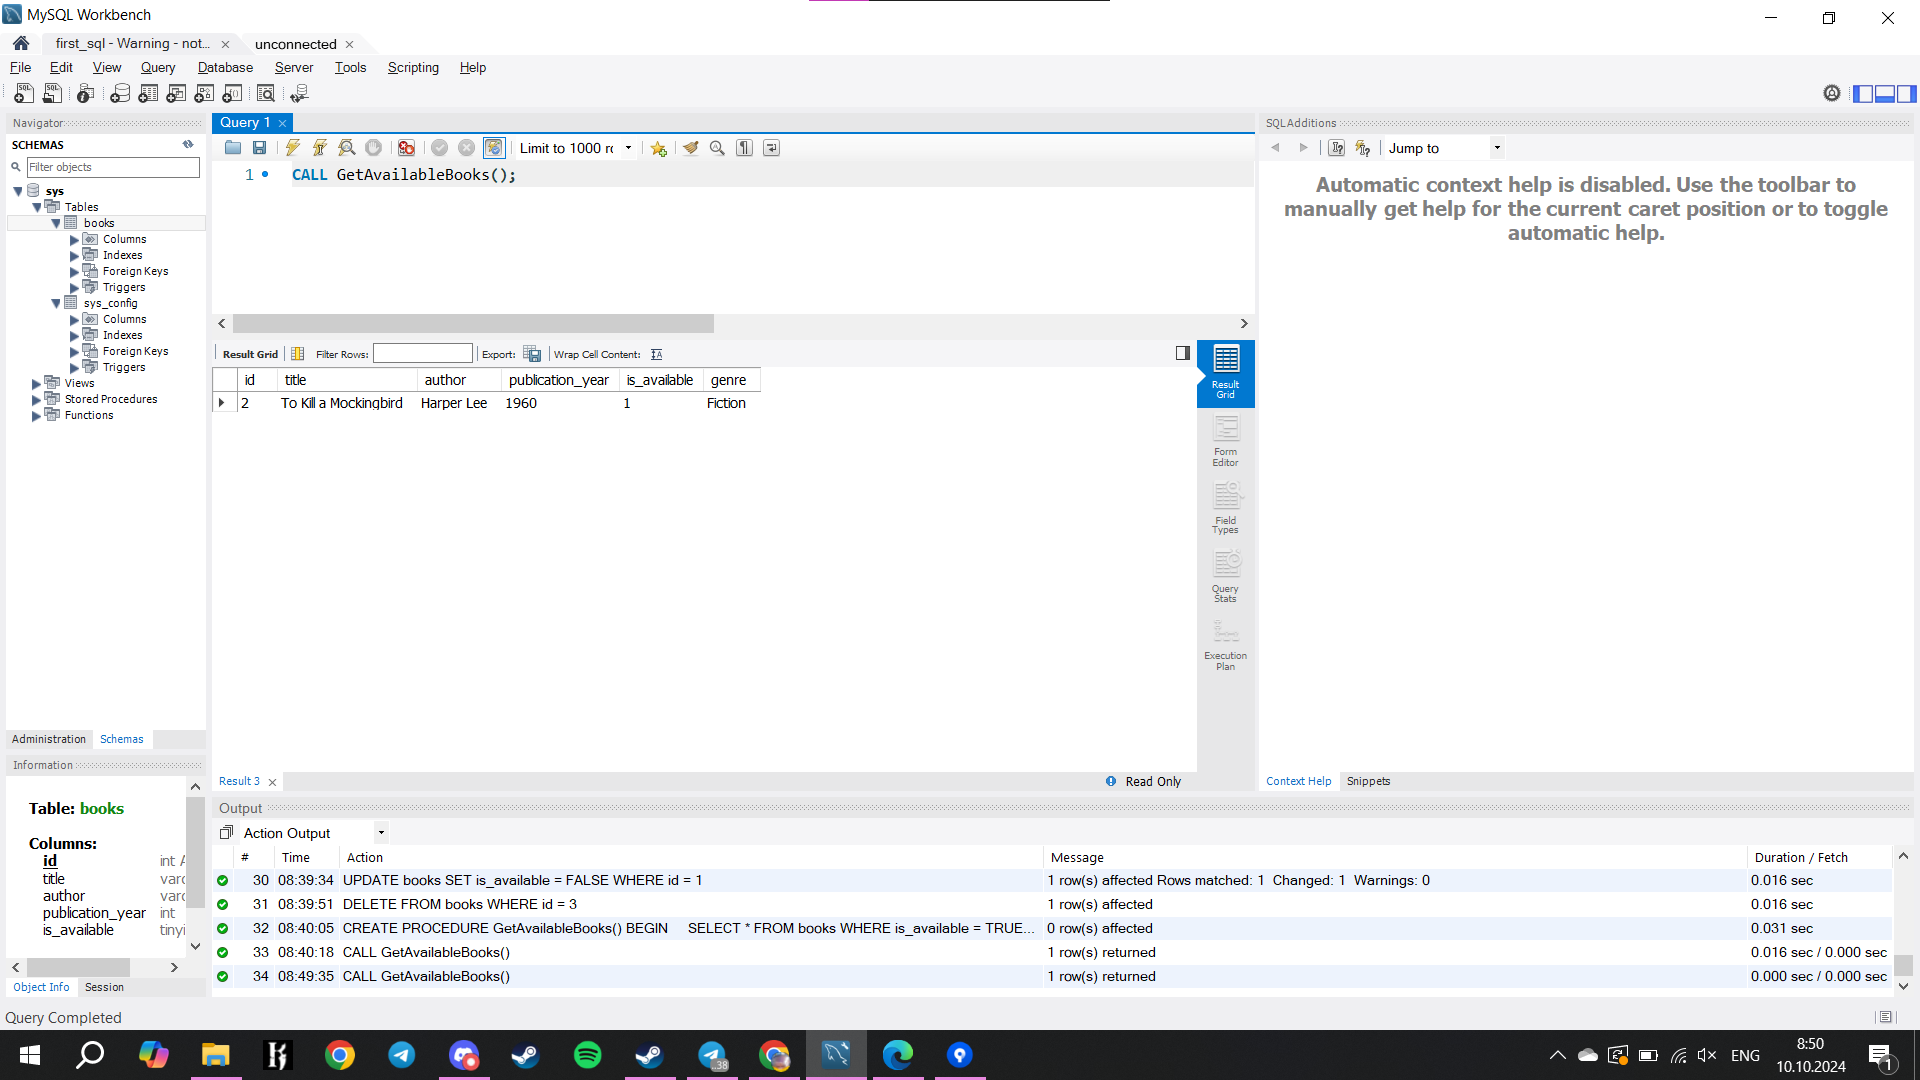 MySQL Workbench
first_sql - Warning - not...
unconnected
File Edit View Query Database Server Tools Scripting Help
Navigator
SCHEMAS
Filter objects
sys
Tables
books
Columns
Indexes
Foreign Keys
Triggers
sys_config
Columns
Indexes
Foreign Keys
Triggers
Views
Stored Procedures
Functions
Administration Schemas
Information
Table: books
Columns:
id int A
title varc
author varc
publication_year int
is_available tinyi
Object Info Session
Query 1
Limit to 1000 r
1 CALL GetAvailableBooks();
Result Grid Filter Rows: Export: Wrap Cell Content:
id title author publication_year is_available genre
2 To Kill a Mockingbird Harper Lee 1960 1 Fiction
Result Grid
Form Editor
Field Types
Query Stats
Execution Plan
Result 3
Read Only
SQLAdditions
Jump to
Automatic context help is disabled. Use the toolbar to
manually get help for the current caret position or to toggle
automatic help.
Context Help Snippets
Output
Action Output
# Time Action Message Duration / Fetch
30 08:39:34 UPDATE books SET is_available = FALSE WHERE id = 1 1 row(s) affected Rows matched: 1 Changed: 1 Warnings: 0 0.016 sec
31 08:39:51 DELETE FROM books WHERE id = 3 1 row(s) affected 0.016 sec
32 08:40:05 CREATE PROCEDURE GetAvailableBooks() BEGIN SELECT * FROM books WHERE is_available = TRUE... 0 row(s) affected 0.031 sec
33 08:40:18 CALL GetAvailableBooks() 1 row(s) returned 0.016 sec / 0.000 sec
34 08:49:35 CALL GetAvailableBooks() 1 row(s) returned 0.000 sec / 0.000 sec
Query Completed
38
ENG
8:50
10.10.2024
1